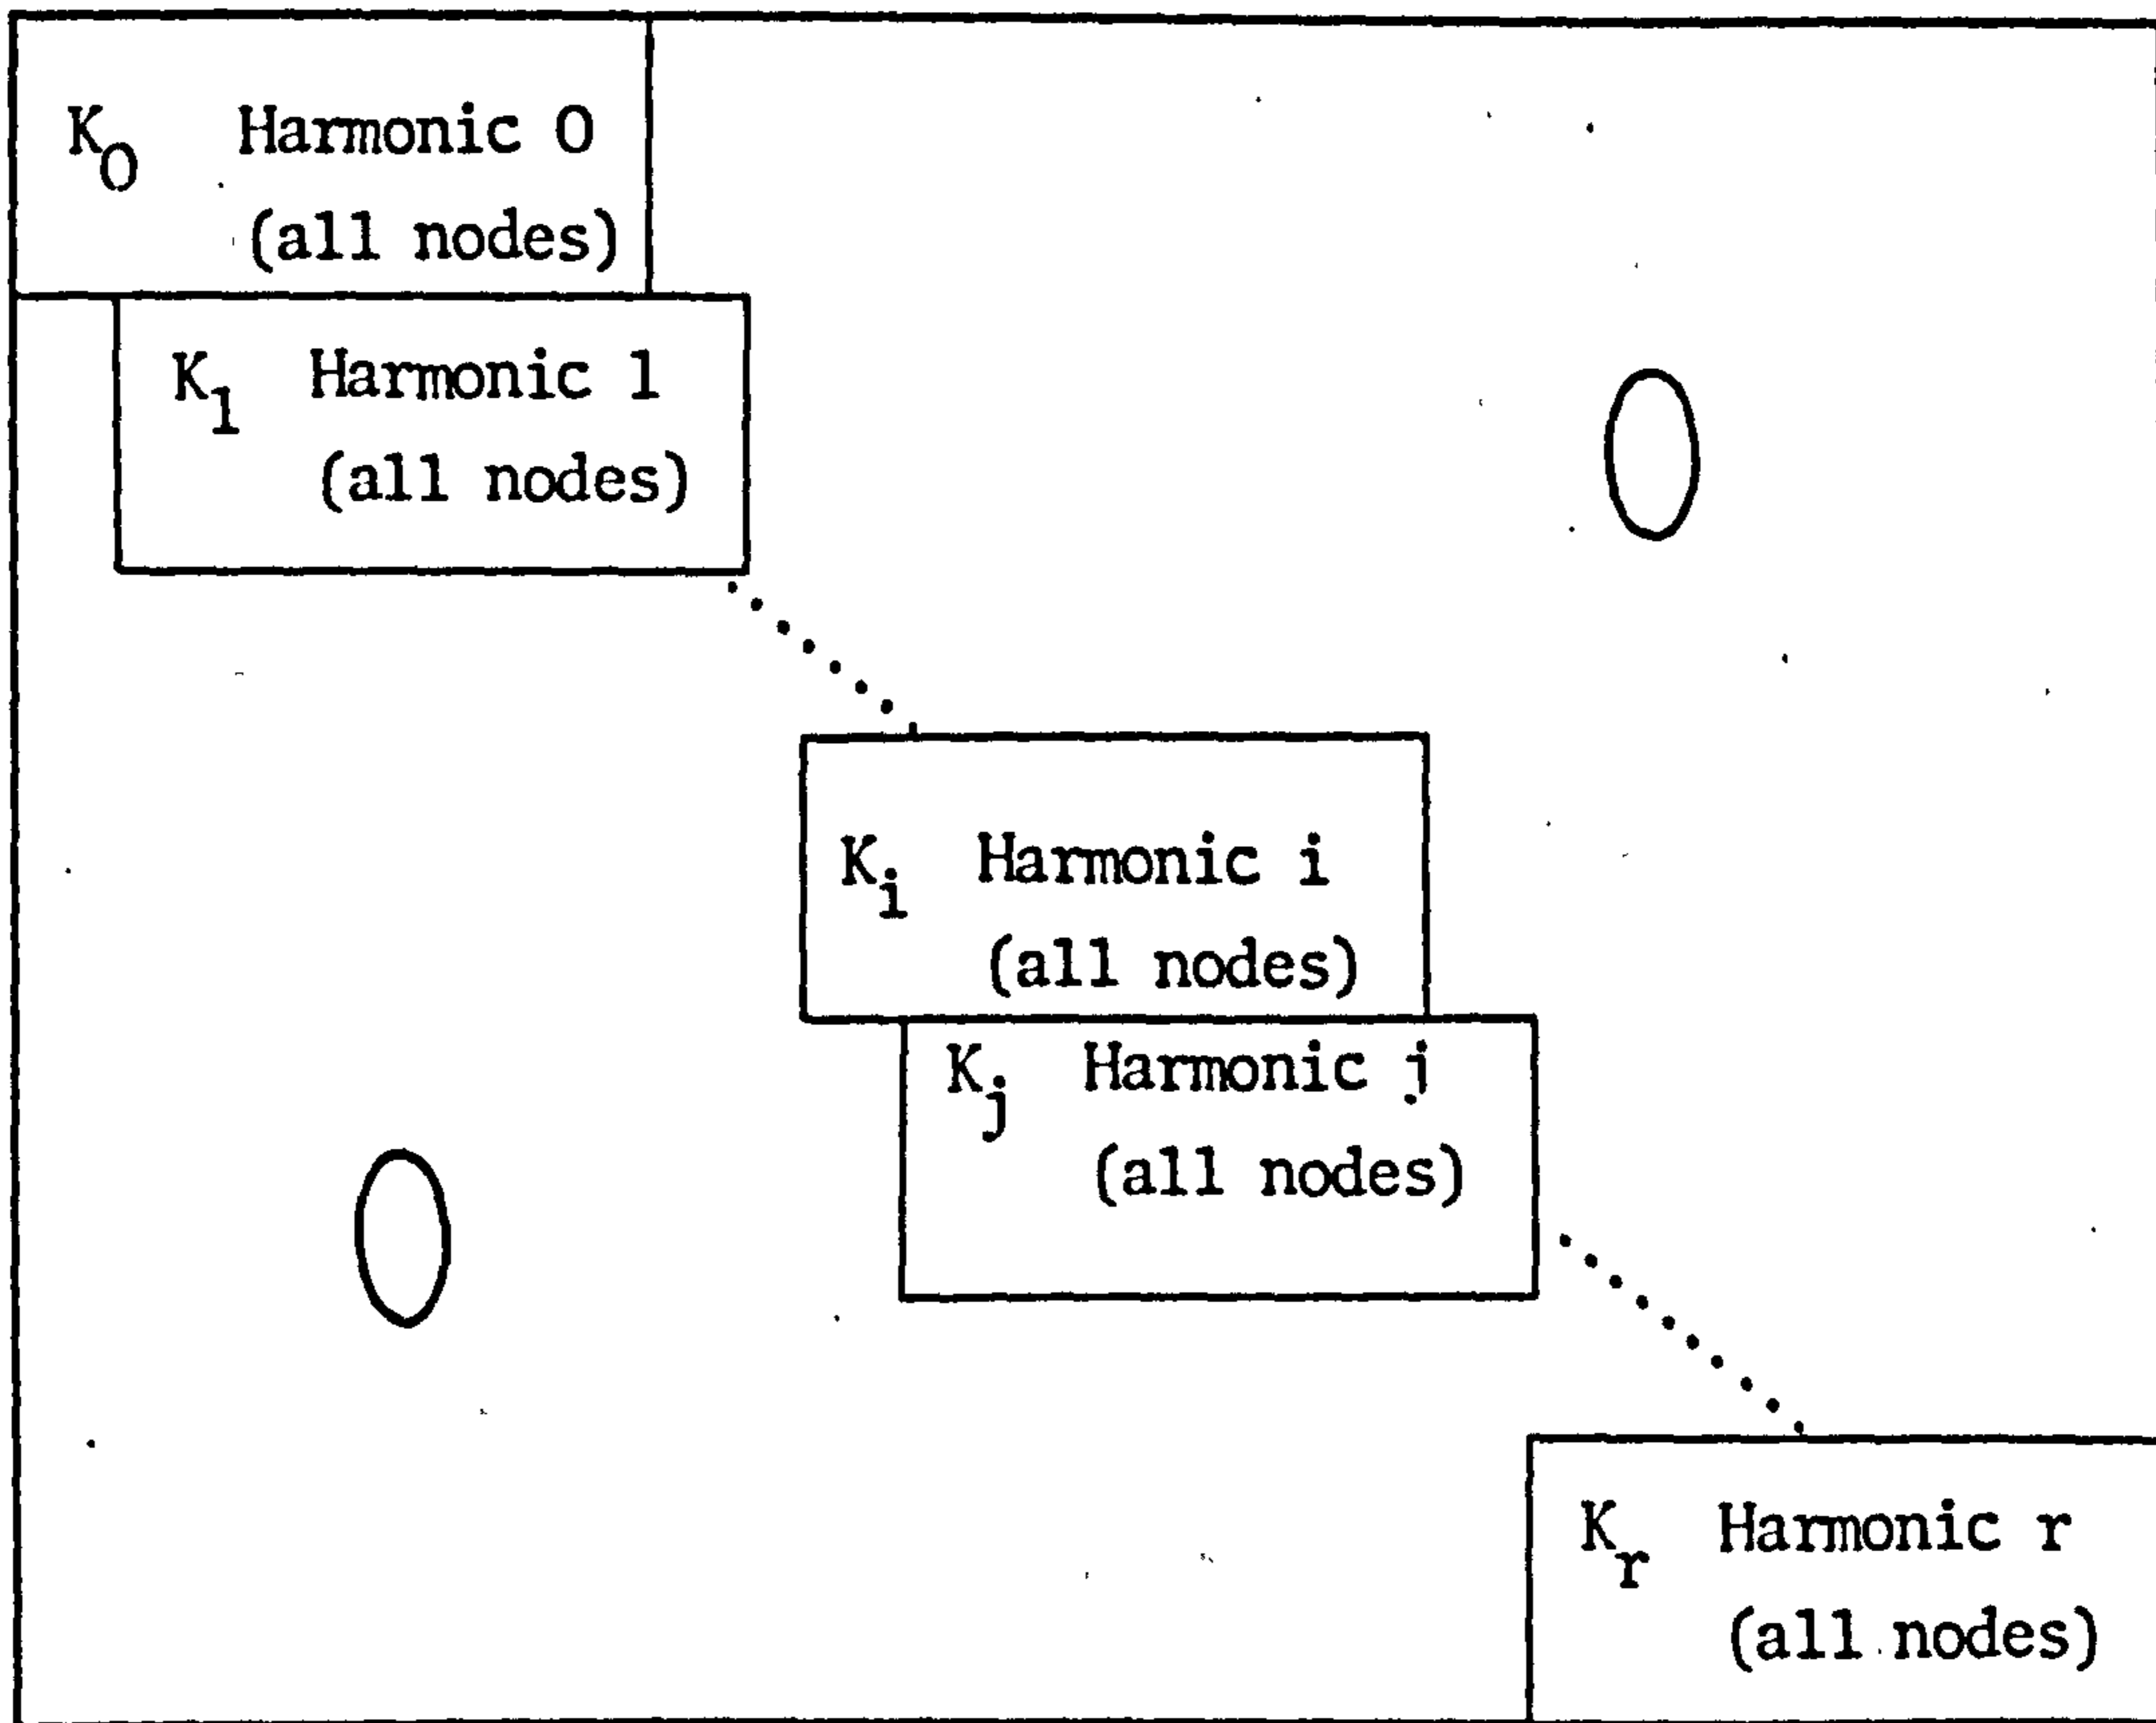 K0 Harmonic 0
(all nodes)
K1 Harmonic 1
(all nodes)
0
Ki Harmonic i
(all nodes)
Kj Harmonic j
(all nodes)
0
Kr Harmonic r
(all nodes)